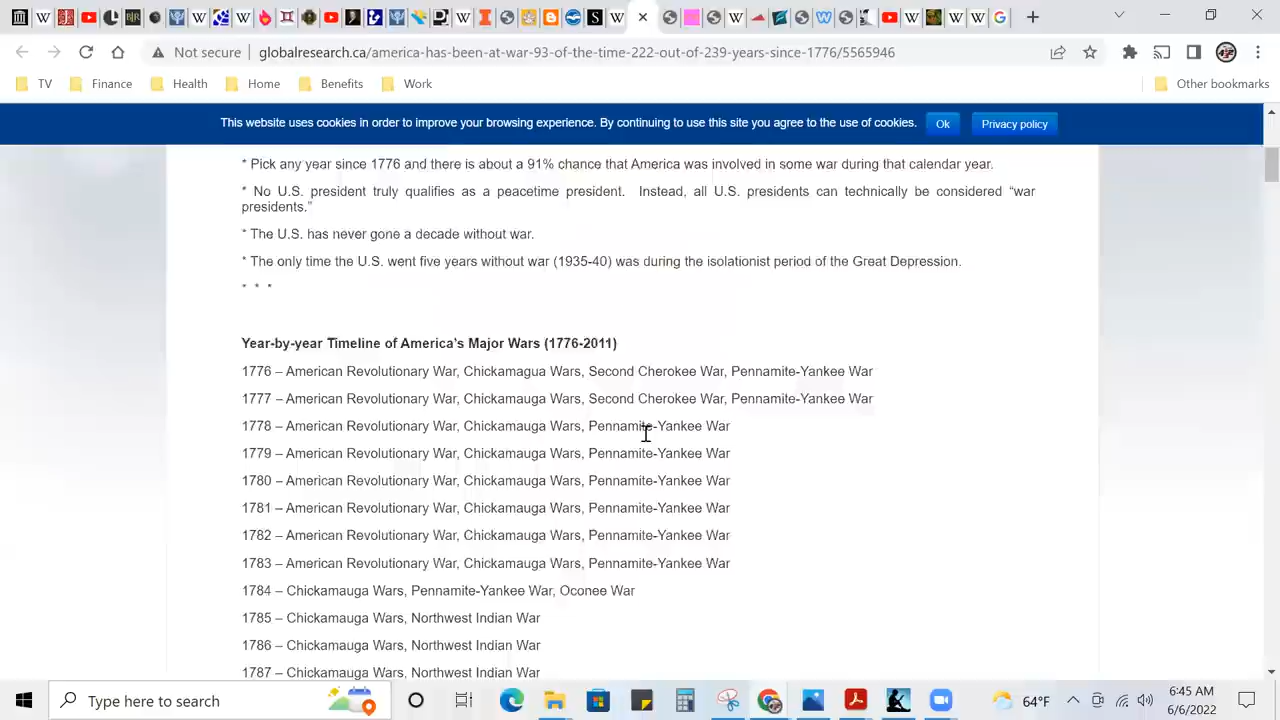 Not secure
globalresearch.ca/america-has-been-at-war-93-of-the-time-222-out-of-239-years-since-1776/5565946
TV Finance Health Home Benefits Work Other bookmarks
This website uses cookies in order to improve your browsing experience. By continuing to use this site you agree to the use of cookies. Ok Privacy policy
* Pick any year since 1776 and there is about a 91% chance that America was involved in some war during that calendar year.
* No U.S. president truly qualifies as a peacetime president. Instead, all U.S. presidents can technically be considered “war
presidents.”
* The U.S. has never gone a decade without war.
* The only time the U.S. went five years without war (1935-40) was during the isolationist period of the Great Depression.
* * *
Year-by-year Timeline of America’s Major Wars (1776-2011)
1776 – American Revolutionary War, Chickamagua Wars, Second Cherokee War, Pennamite-Yankee War
1777 – American Revolutionary War, Chickamauga Wars, Second Cherokee War, Pennamite-Yankee War
1778 – American Revolutionary War, Chickamauga Wars, Pennamite-Yankee War
1779 – American Revolutionary War, Chickamauga Wars, Pennamite-Yankee War
1780 – American Revolutionary War, Chickamauga Wars, Pennamite-Yankee War
1781 – American Revolutionary War, Chickamauga Wars, Pennamite-Yankee War
1782 – American Revolutionary War, Chickamauga Wars, Pennamite-Yankee War
1783 – American Revolutionary War, Chickamauga Wars, Pennamite-Yankee War
1784 – Chickamauga Wars, Pennamite-Yankee War, Oconee War
1785 – Chickamauga Wars, Northwest Indian War
1786 – Chickamauga Wars, Northwest Indian War
1787 – Chickamauga Wars, Northwest Indian War
Type here to search
64°F
6:45 AM
6/6/2022